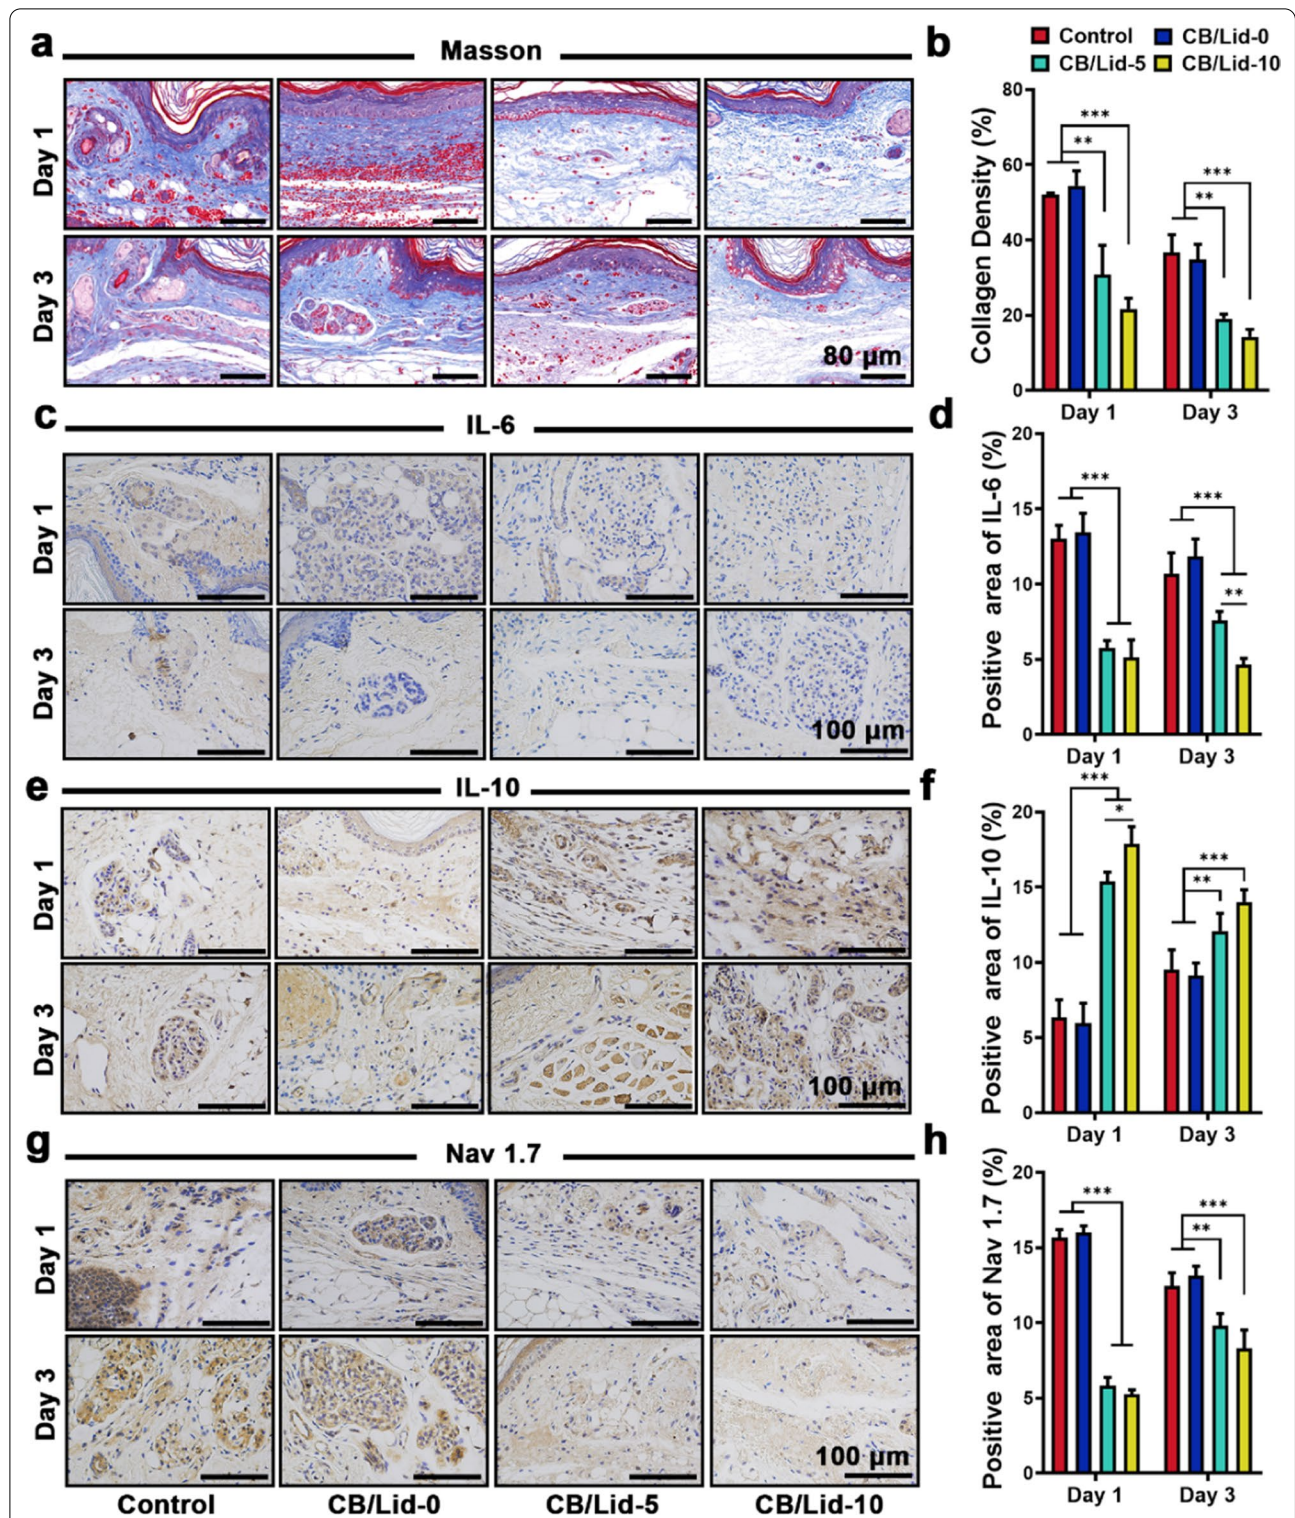 a
Masson
Day 1
Day 3
80 µm
b
Control
CB/Lid-0
CB/Lid-5
CB/Lid-10
Collagen Density (%)
80
60
40
20
0
***
**
***
**
Day 1
Day 3
c
IL-6
Day 1
Day 3
100 µm
d
Positive area of IL-6 (%)
20
15
10
5
0
***
***
**
Day 1
Day 3
e
IL-10
Day 1
Day 3
100 µm
f
Positive area of IL-10 (%)
20
15
10
5
0
***
*
***
**
Day 1
Day 3
g
Nav 1.7
Day 1
Day 3
100 µm
Control
CB/Lid-0
CB/Lid-5
CB/Lid-10
h
Positive area of Nav 1.7 (%)
20
15
10
5
0
***
***
**
Day 1
Day 3